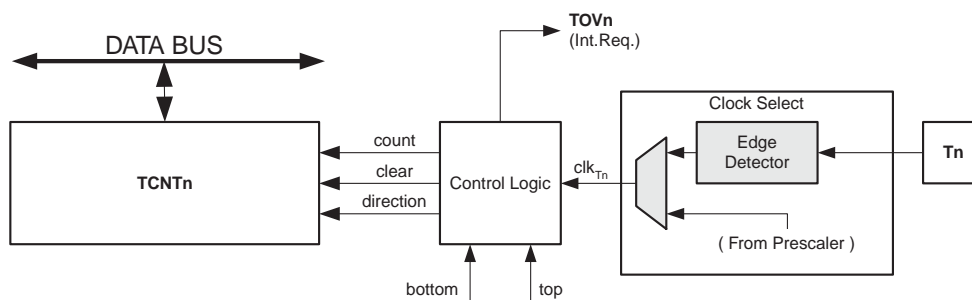 DATA BUS
TOVn
(Int.Req.)
Clock Select
TCNTn
count
clear
direction
Control Logic
clkTn
Edge
Detector
Tn
( From Prescaler )
bottom
top